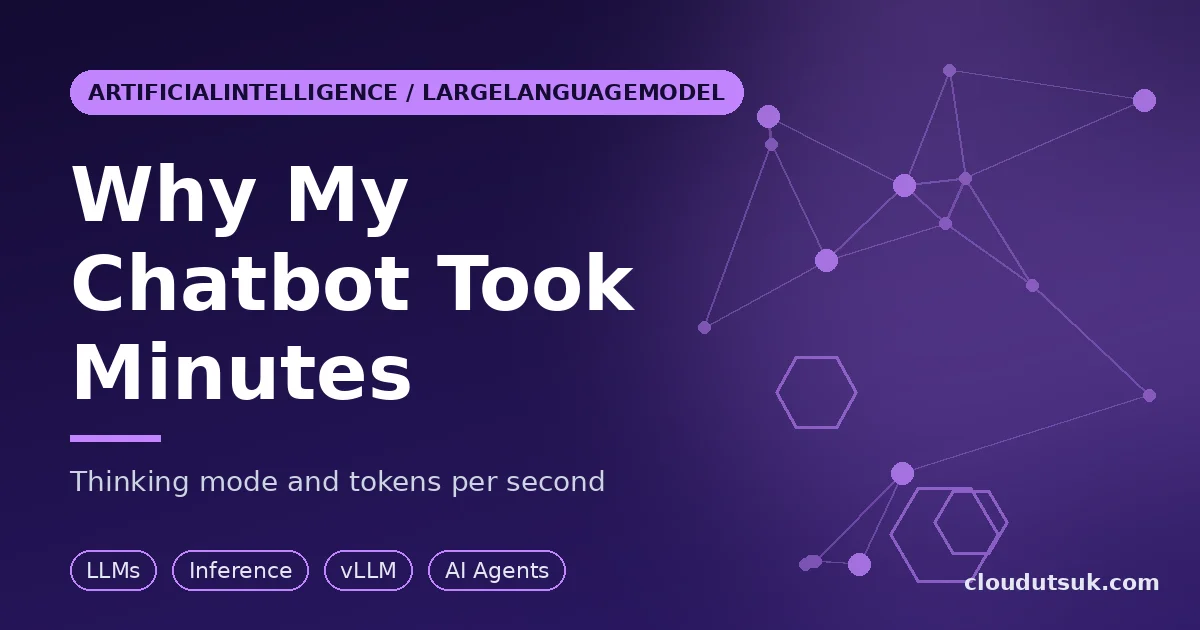 ARTIFICIALINTELLIGENCE / LARGELANGUAGEMODEL
Why My
Chatbot Took
Minutes
Thinking mode and tokens per second
LLMs
Inference
vLLM
AI Agents
cloudutsuk.com